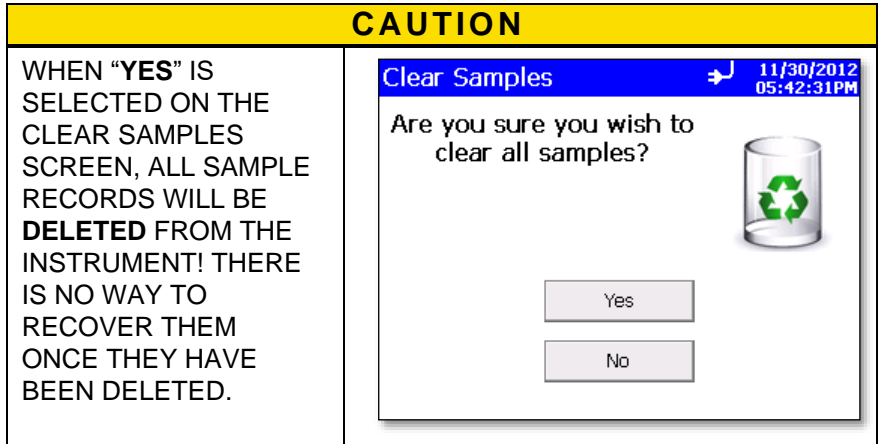 CAUTION
WHEN “YES” IS
SELECTED ON THE
CLEAR SAMPLES
SCREEN, ALL SAMPLE
RECORDS WILL BE
DELETED FROM THE
INSTRUMENT! THERE
IS NO WAY TO
RECOVER THEM
ONCE THEY HAVE
BEEN DELETED.
Clear Samples
11/30/2012
05:42:31PM
Are you sure you wish to
clear all samples?
Yes
No